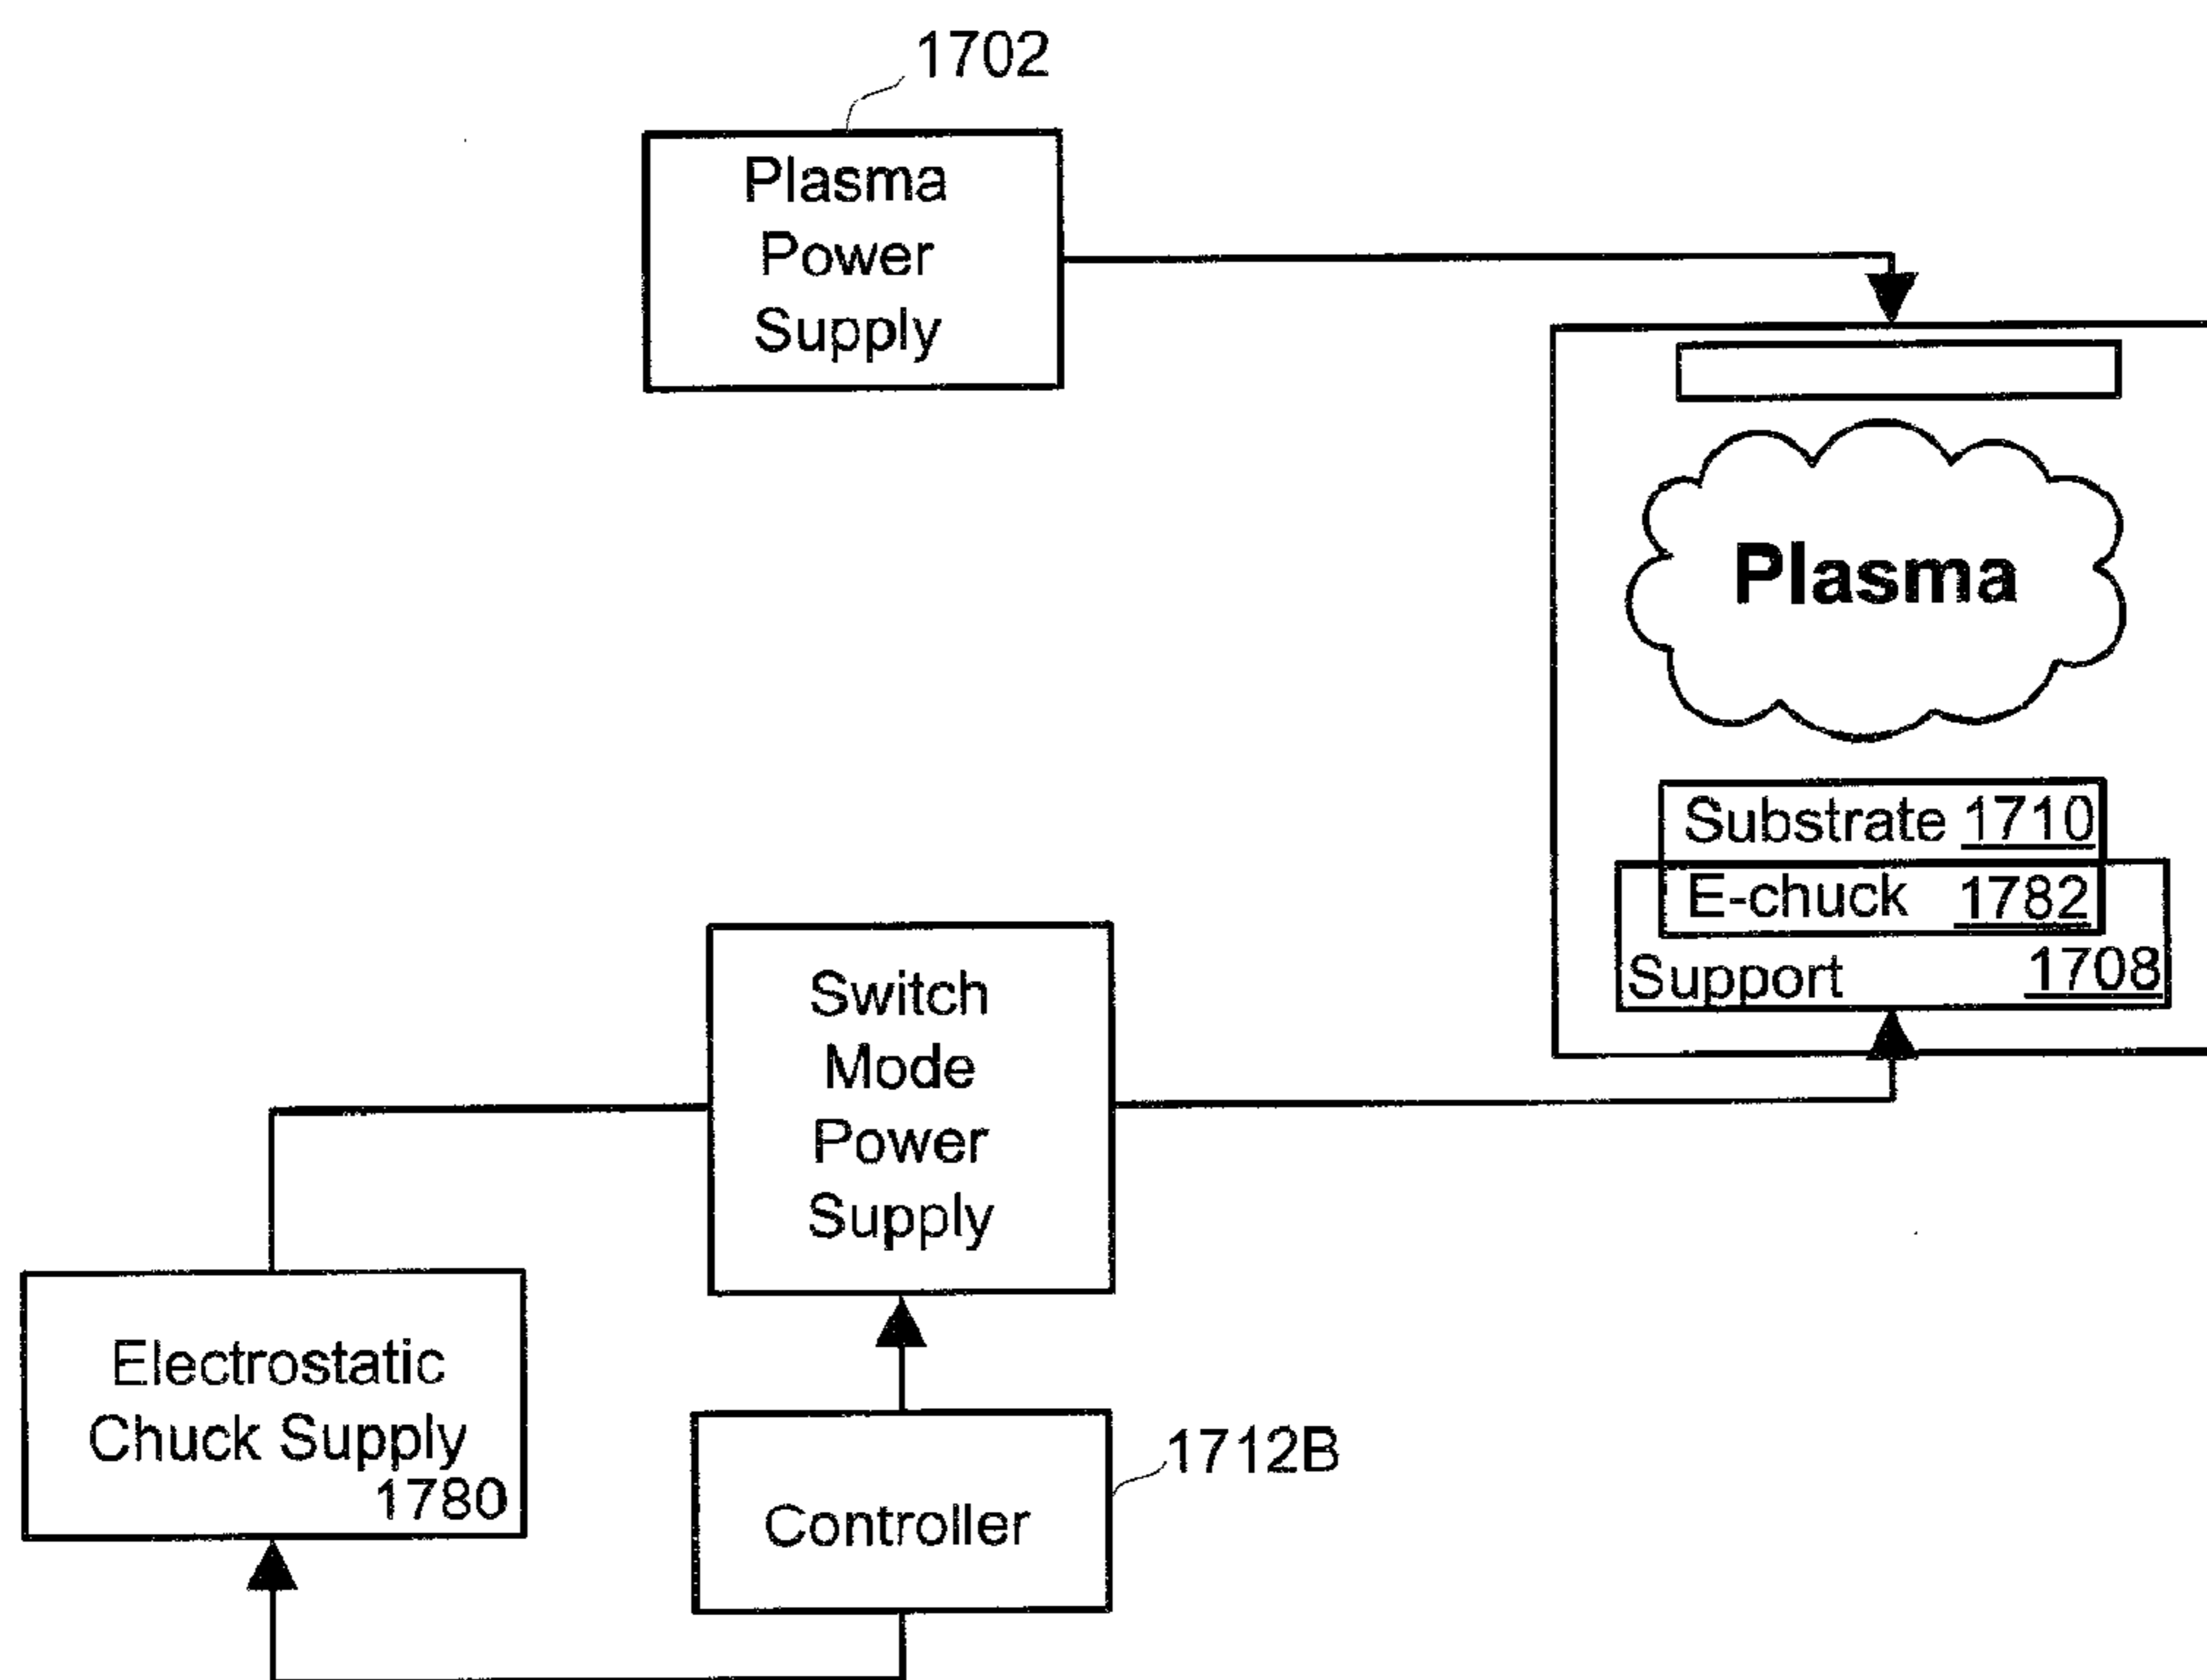 1702
Plasma
Power
Supply
Plasma
Substrate 1710
E-chuck 1782
Support 1708
Switch
Mode
Power
Supply
Electrostatic
Chuck Supply
1780
Controller
1712B